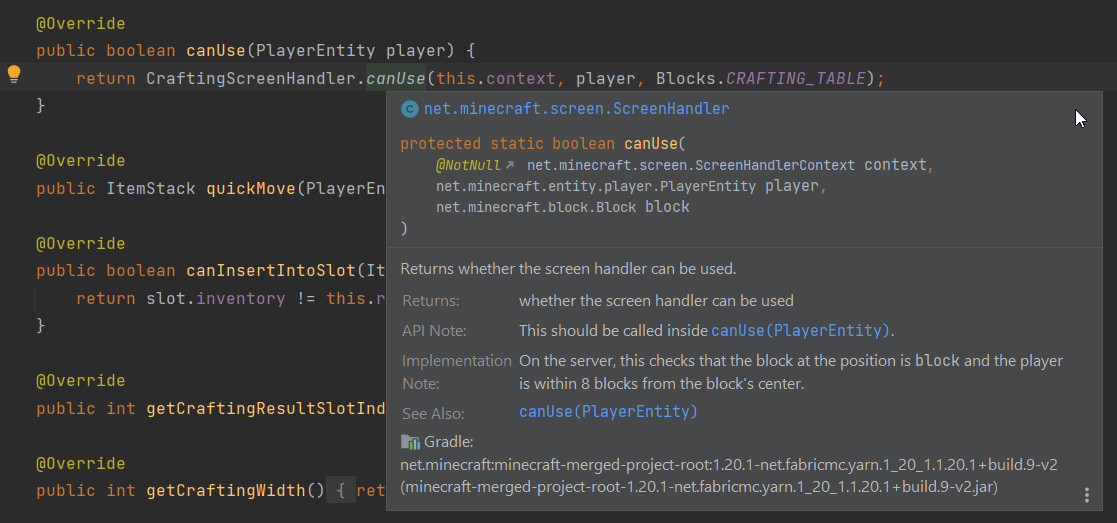 @Override
public boolean canUse(PlayerEntity player) {
return CraftingScreenHandler.canUse(this.context, player, Blocks.CRAFTING_TABLE);
}
@Override
public ItemStack quickMove(PlayerEn
@Override
public boolean canInsertIntoSlot(It
return slot.inventory != this.r
}
@Override
public int getCraftingResultSlotInd
@Override
public int getCraftingWidth() { ret
C net.minecraft.screen.ScreenHandler
protected static boolean canUse(
@NotNull↗ net.minecraft.screen.ScreenHandlerContext context,
net.minecraft.entity.player.PlayerEntity player,
net.minecraft.block.Block block
)
Returns whether the screen handler can be used.
Returns: whether the screen handler can be used
API Note: This should be called inside canUse(PlayerEntity).
Implementation Note: On the server, this checks that the block at the position is block and the player
is within 8 blocks from the block's center.
See Also: canUse(PlayerEntity)
Gradle:
net.minecraft:minecraft-merged-project-root:1.20.1-net.fabricmc.yarn.1_20_1.1.20.1+build.9-v2
(minecraft-merged-project-root-1.20.1-net.fabricmc.yarn.1_20_1.1.20.1+build.9-v2.jar)